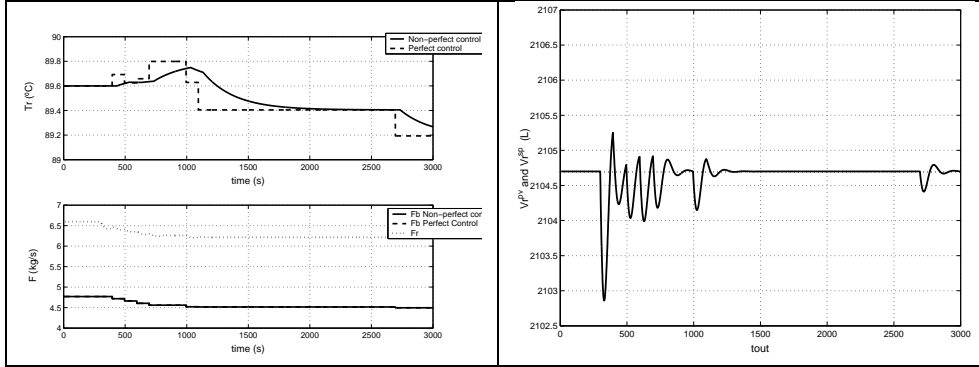 90
89.8
89.6
89.4
89.2
89
Tr (ºC)
Non−perfect control
Perfect control
0 500 1000 1500 2000 2500 3000
time (s)
7
6.5
6
5.5
5
4.5
4
F (kg/s)
Fb Non−perfect cor
Fb Perfect Control
Fr
0 500 1000 1500 2000 2500 3000
time (s)
2107
2106.5
2106
2105.5
2105
2104.5
2104
2103.5
2103
2102.5
Vr^pv and Vr^sp (L)
0 500 1000 1500 2000 2500 3000
tout